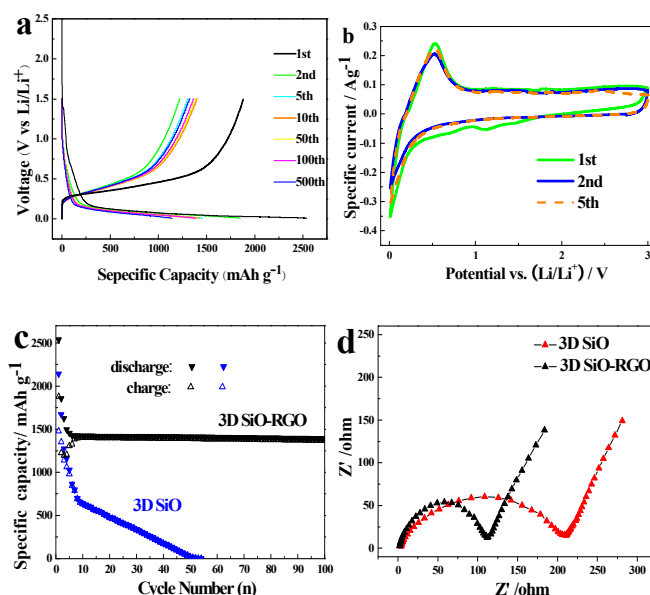 a
Voltage (V vs Li/Li⁺)
2.5
2.0
1.5
1.0
0.5
0.0
0 500 1000 1500 2000 2500
Sepecific Capacity (mAh g⁻¹)
1st
2nd
5th
10th
50th
100th
500th
b
Specific current / Ag⁻¹
0.4
0.3
0.2
0.1
0.0
-0.1
-0.2
-0.3
-0.4
0 1 2 3
Potential vs. (Li/Li⁺) / V
1st
2nd
5th
c
Specific capacity/ mAh g⁻¹
2500
2000
1500
1000
500
0
0 10 20 30 40 50 60 70 80 90 100
Cycle Number (n)
discharge:
charge:
3D SiO-RGO
3D SiO
d
Z'/ohm
250
200
150
100
50
0
0 50 100 150 200 250 300
Z' /ohm
3D SiO
3D SiO-RGO